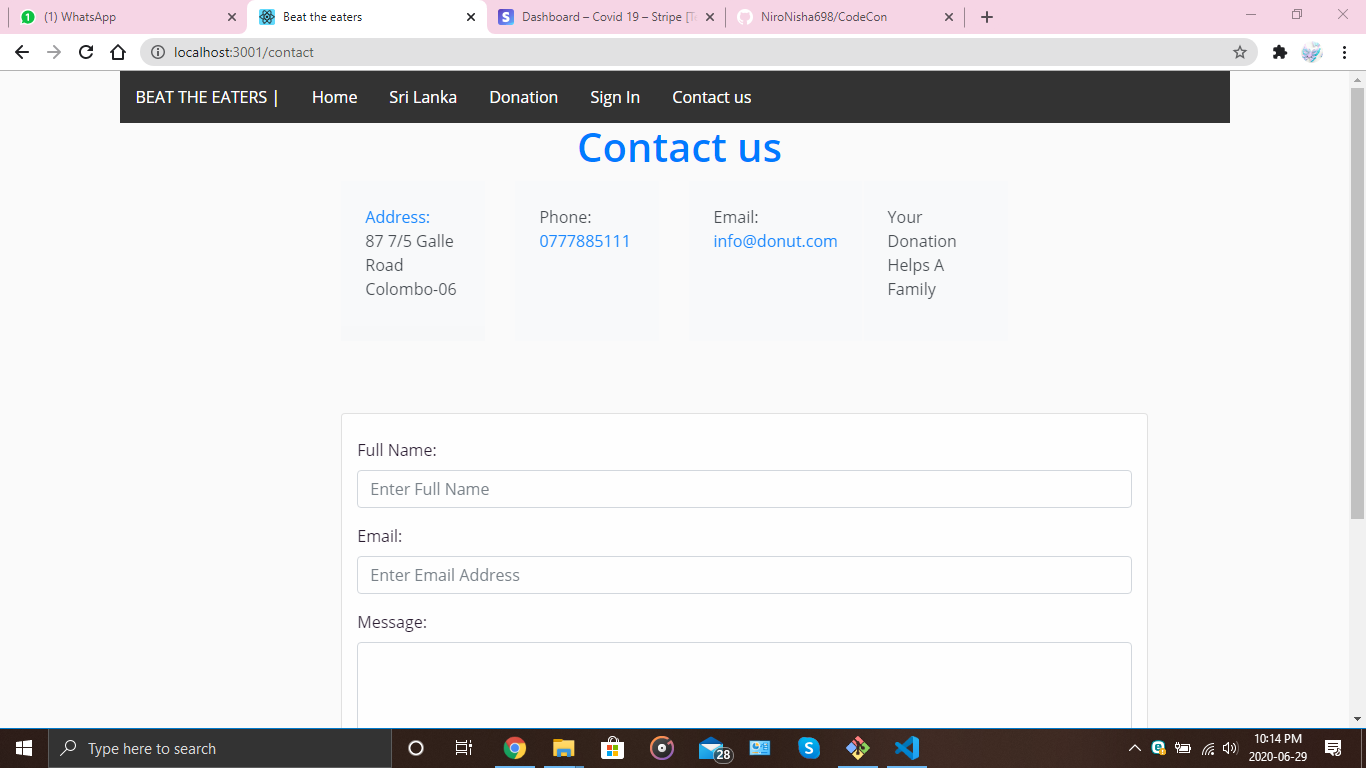 (1) WhatsApp
Beat the eaters
Dashboard – Covid 19 – Stripe [T
NiroNisha698/CodeCon
localhost:3001/contact
BEAT THE EATERS | Home Sri Lanka Donation Sign In Contact us
Contact us
Address:
87 7/5 Galle
Road
Colombo-06
Phone:
0777885111
Email:
info@donut.com
Your
Donation
Helps A
Family
Full Name:
Enter Full Name
Email:
Enter Email Address
Message:
Type here to search
28
10:14 PM
2020-06-29